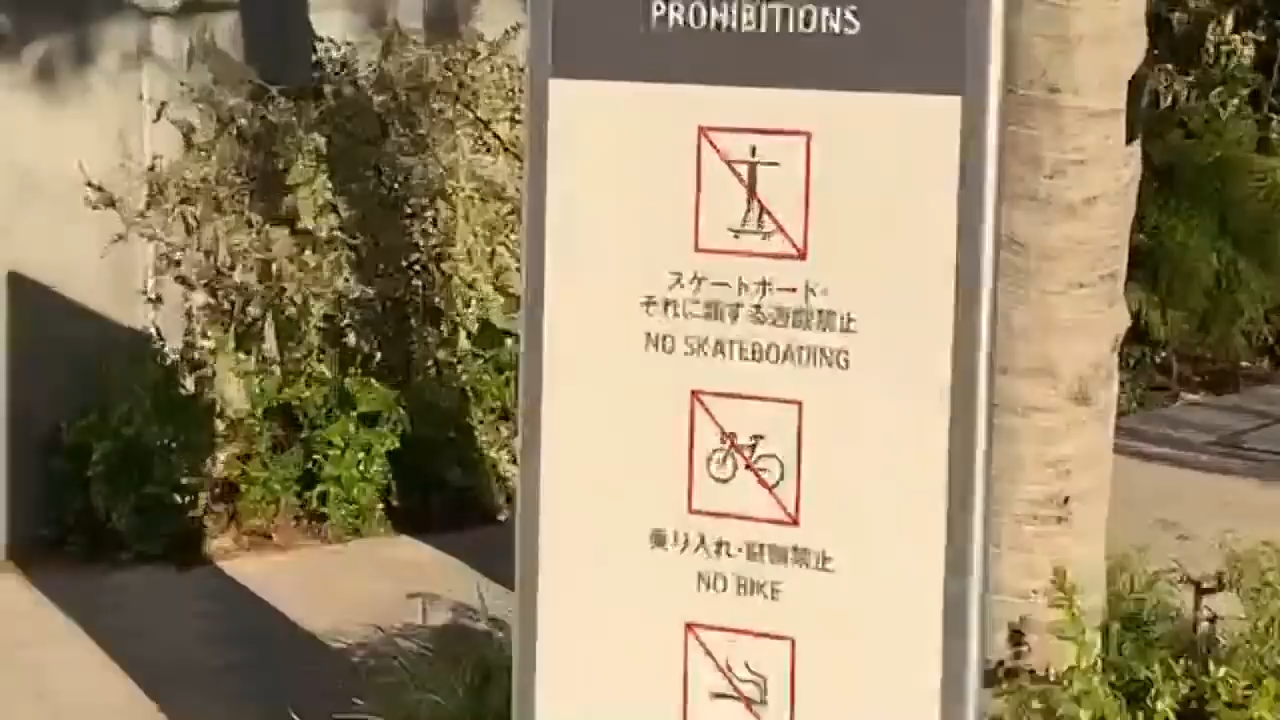 PROHIBITIONS
スケートボード・
それに類する遊戯禁止
NO SKATEBOADING
乗り入れ・駐輪禁止
NO BIKE